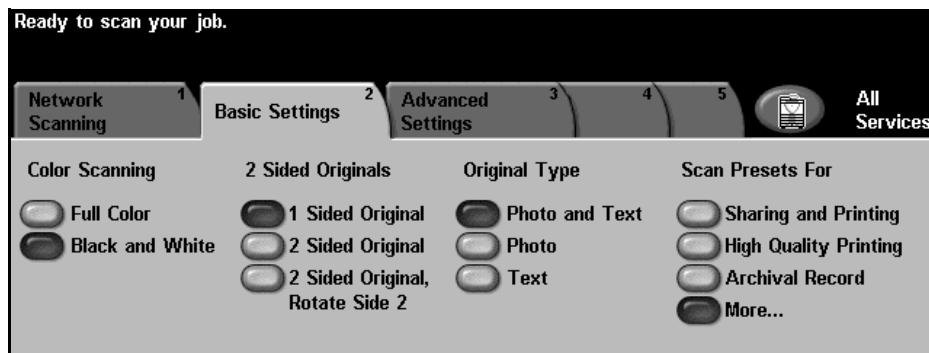 Ready to scan your job.
Network Scanning 1
Basic Settings 2
Advanced Settings 3
4
5
All Services
Color Scanning
Full Color
Black and White
2 Sided Originals
1 Sided Original
2 Sided Original
2 Sided Original,
Rotate Side 2
Original Type
Photo and Text
Photo
Text
Scan Presets For
Sharing and Printing
High Quality Printing
Archival Record
More...